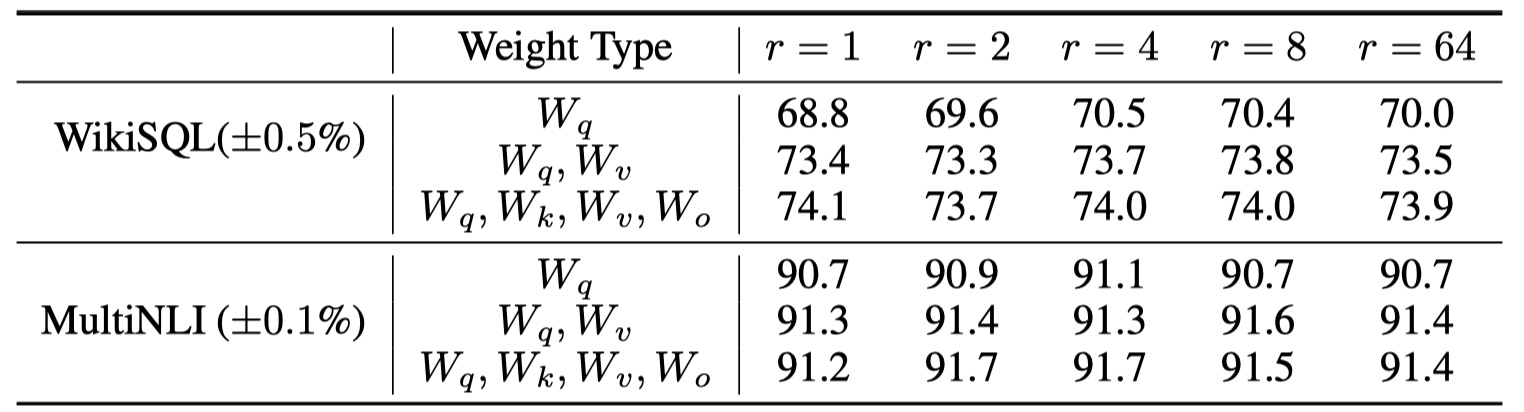 Weight Type r = 1 r = 2 r = 4 r = 8 r = 64
WikiSQL(±0.5%) W_q 68.8 69.6 70.5 70.4 70.0
W_q, W_v 73.4 73.3 73.7 73.8 73.5
W_q, W_k, W_v, W_o 74.1 73.7 74.0 74.0 73.9
MultiNLI (±0.1%) W_q 90.7 90.9 91.1 90.7 90.7
W_q, W_v 91.3 91.4 91.3 91.6 91.4
W_q, W_k, W_v, W_o 91.2 91.7 91.7 91.5 91.4